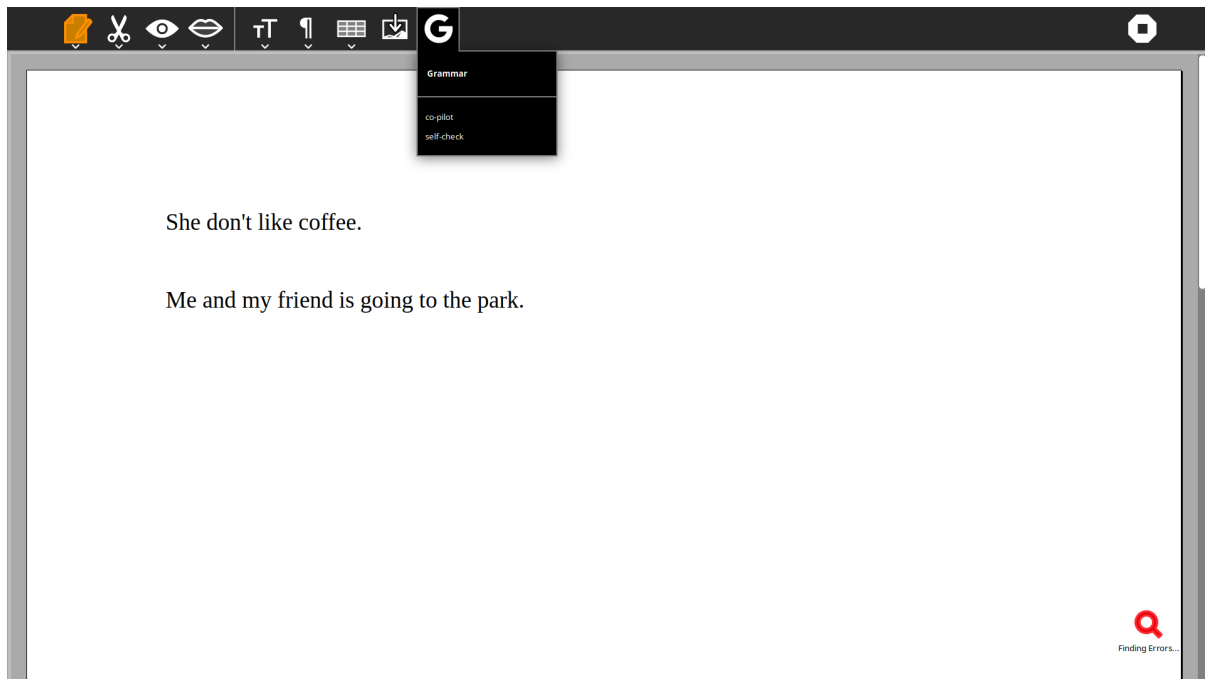 G
Grammar
co-pilot
self-check
She don't like coffee.
Me and my friend is going to the park.
Finding Errors...